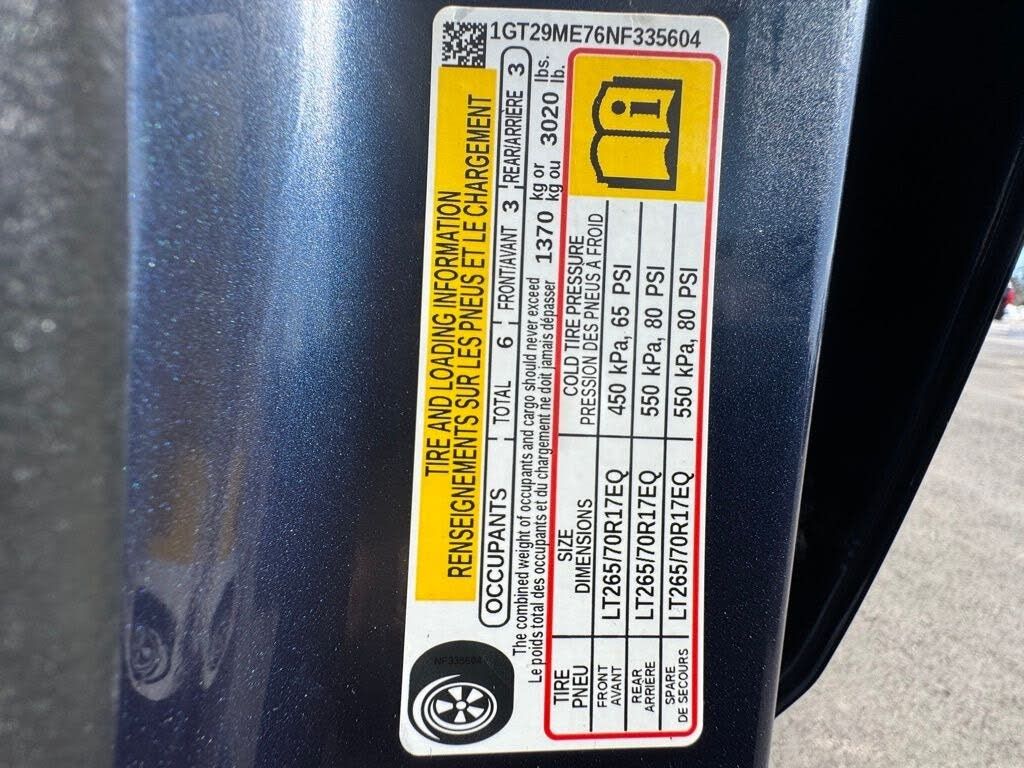 1GT29ME76NF335604
TIRE AND LOADING INFORMATION
RENSEIGNEMENTS SUR LES PNEUS ET LE CHARGEMENT
OCCUPANTS TOTAL 6 FRONT/AVANT 3 REAR/ARRIÈRE 3
The combined weight of occupants and cargo should never exceed 1370 kg or 3020 lbs.
Le poids total des occupants et du chargement ne doit jamais dépasser kg ou lb.
NF335604
TIRE SIZE COLD TIRE PRESSURE
PNEU DIMENSIONS PRESSION DES PNEUS À FROID
FRONT
AVANT LT265/70R17EQ 450 kPa, 65 PSI
REAR
ARRIÈRE LT265/70R17EQ 550 kPa, 80 PSI
SPARE
DE SECOURS LT265/70R17EQ 550 kPa, 80 PSI